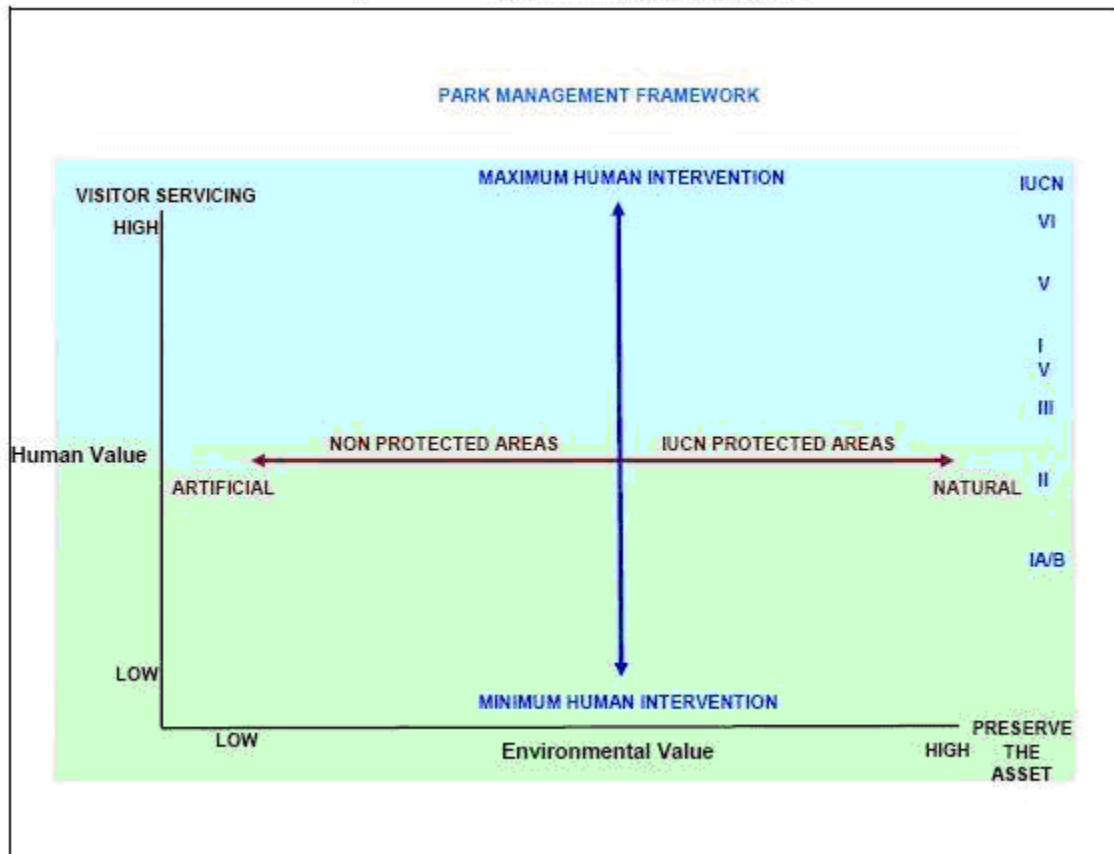 PARK MANAGEMENT FRAMEWORK
MAXIMUM HUMAN INTERVENTION
IUCN
VISITOR SERVICING
HIGH
VI
V
I
V
III
NON PROTECTED AREAS
IUCN PROTECTED AREAS
Human Value
ARTIFICIAL
NATURAL
II
IA/B
LOW
MINIMUM HUMAN INTERVENTION
LOW
Environmental Value
HIGH
PRESERVE
THE
ASSET